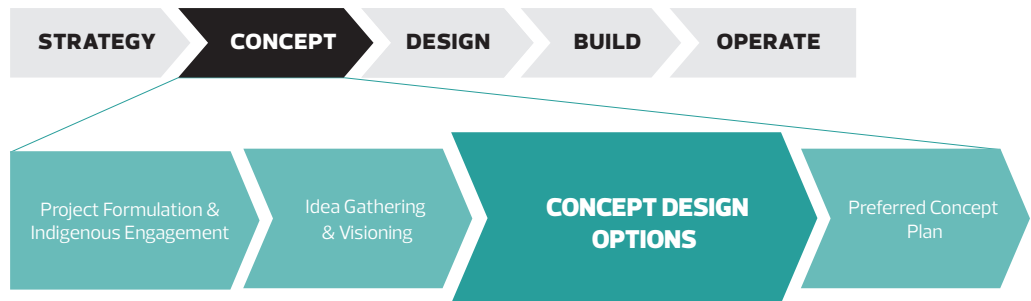 STRATEGY CONCEPT DESIGN BUILD OPERATE
Project Formulation &
Indigenous Engagement
Idea Gathering
& Visioning
CONCEPT DESIGN
OPTIONS
Preferred Concept
Plan